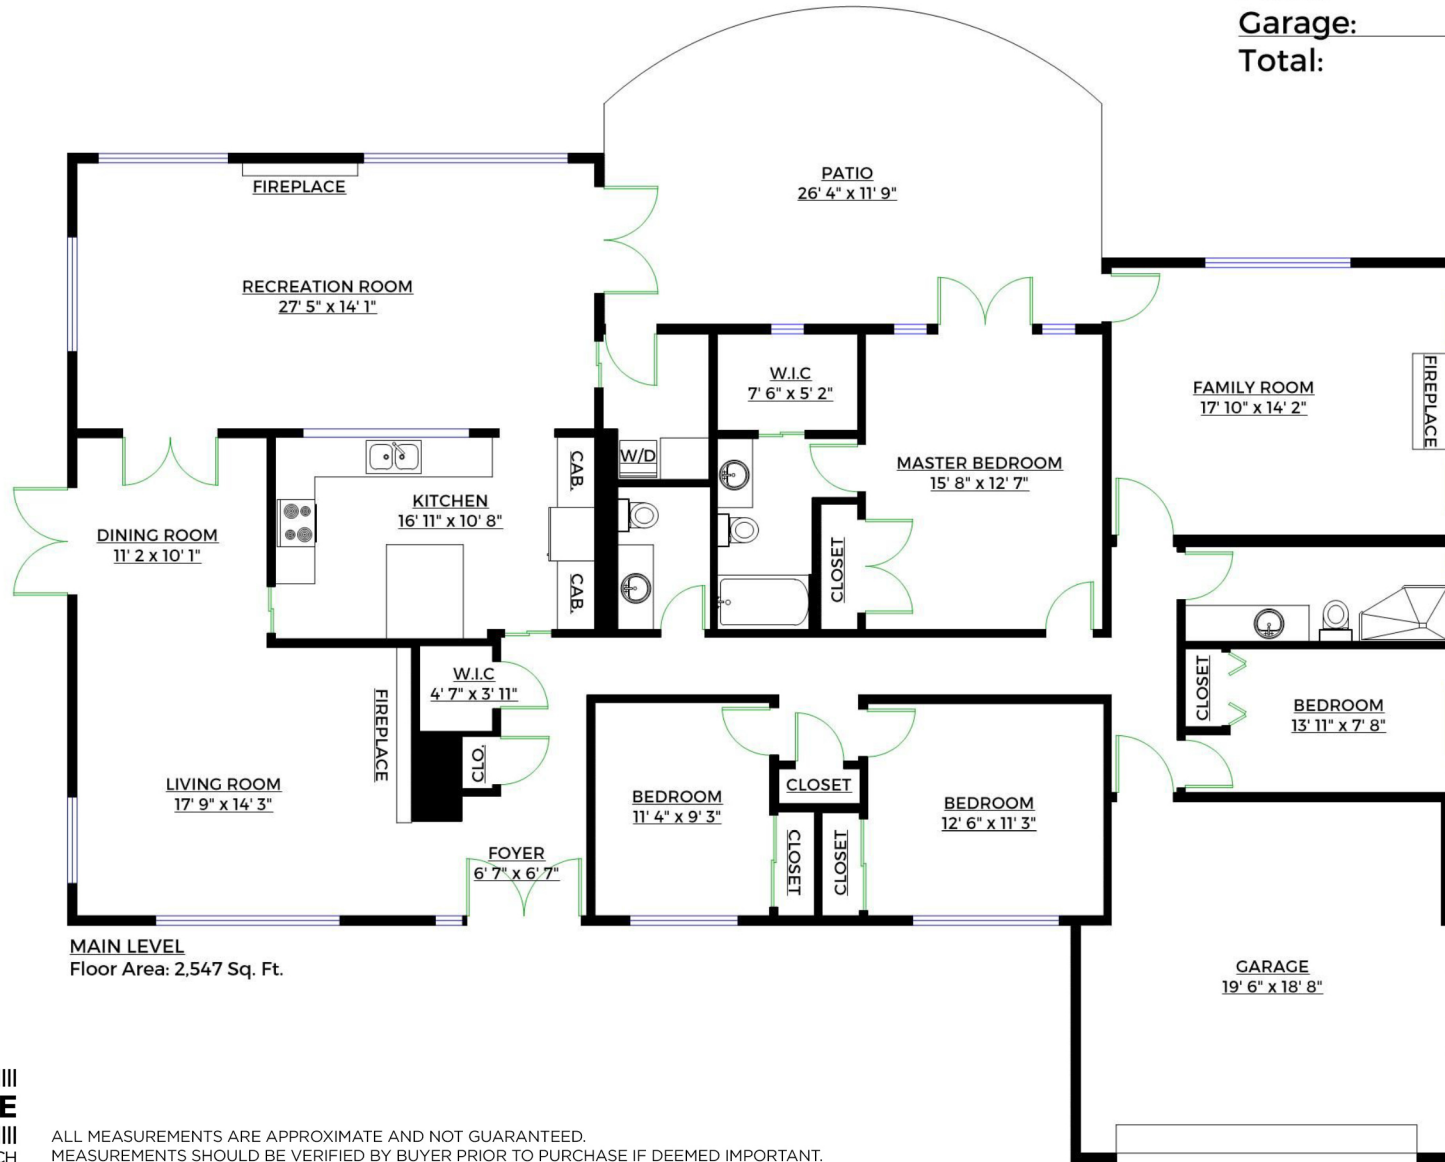 Garage:
Total:
PATIO
26' 4" x 11' 9"
FIREPLACE
RECREATION ROOM
27' 5" x 14' 1"
W.I.C
7' 6" x 5' 2"
FAMILY ROOM
17' 10" x 14' 2"
FIREPLACE
W/D
CAB.
MASTER BEDROOM
15' 8" x 12' 7"
KITCHEN
16' 11" x 10' 8"
DINING ROOM
11' 2 x 10' 1"
CLOSET
CAB.
W.I.C
4' 7" x 3' 11"
CLOSET
BEDROOM
13' 11" x 7' 8"
FIREPLACE
CLO.
LIVING ROOM
17' 9" x 14' 3"
CLOSET
BEDROOM
11' 4" x 9' 3"
BEDROOM
12' 6" x 11' 3"
CLOSET
CLOSET
FOYER
6' 7" x 6' 7"
MAIN LEVEL
Floor Area: 2,547 Sq. Ft.
GARAGE
19' 6" x 18' 8"
E
CH
ALL MEASUREMENTS ARE APPROXIMATE AND NOT GUARANTEED.
MEASUREMENTS SHOULD BE VERIFIED BY BUYER PRIOR TO PURCHASE IF DEEMED IMPORTANT.